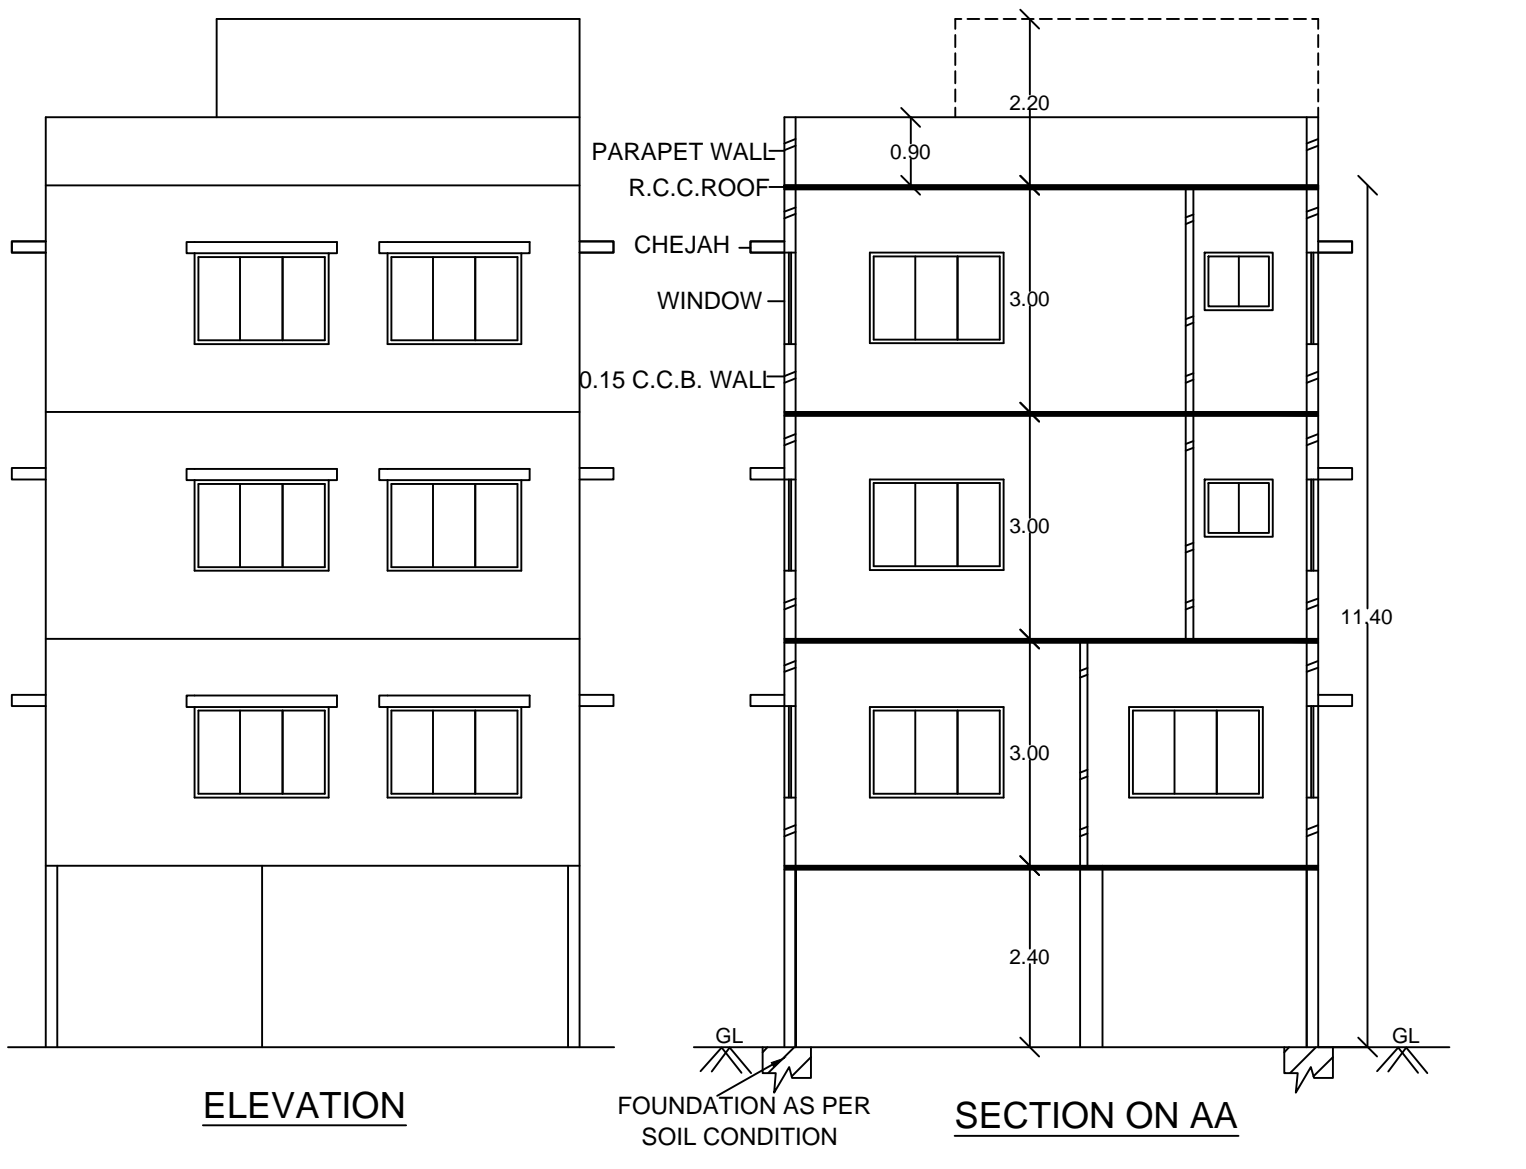 2.20
PARAPET WALL
0.90
R.C.C.ROOF
CHEJAH
WINDOW
3.00
0.15 C.C.B. WALL
3.00
11.40
3.00
2.40
GL
GL
FOUNDATION AS PER
SOIL CONDITION
ELEVATION
SECTION ON AA